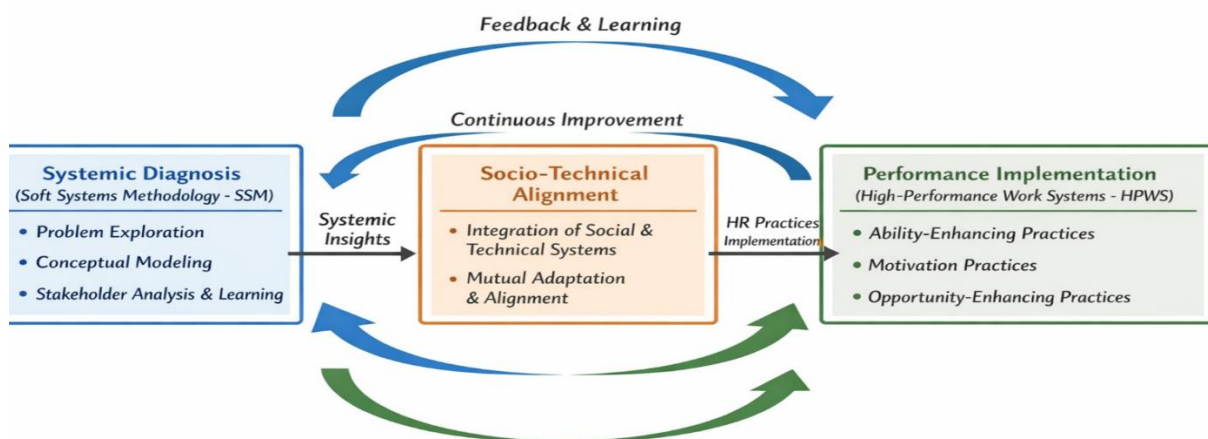 Feedback & Learning
Continuous Improvement
Systemic Diagnosis
(Soft Systems Methodology - SSM)
• Problem Exploration
• Conceptual Modeling
• Stakeholder Analysis & Learning
Systemic
Insights
Socio-Technical
Alignment
• Integration of Social &
Technical Systems
• Mutual Adaptation
& Alignment
HR Practices
Implementation
Performance Implementation
(High-Performance Work Systems - HPWS)
• Ability-Enhancing Practices
• Motivation Practices
• Opportunity-Enhancing Practices